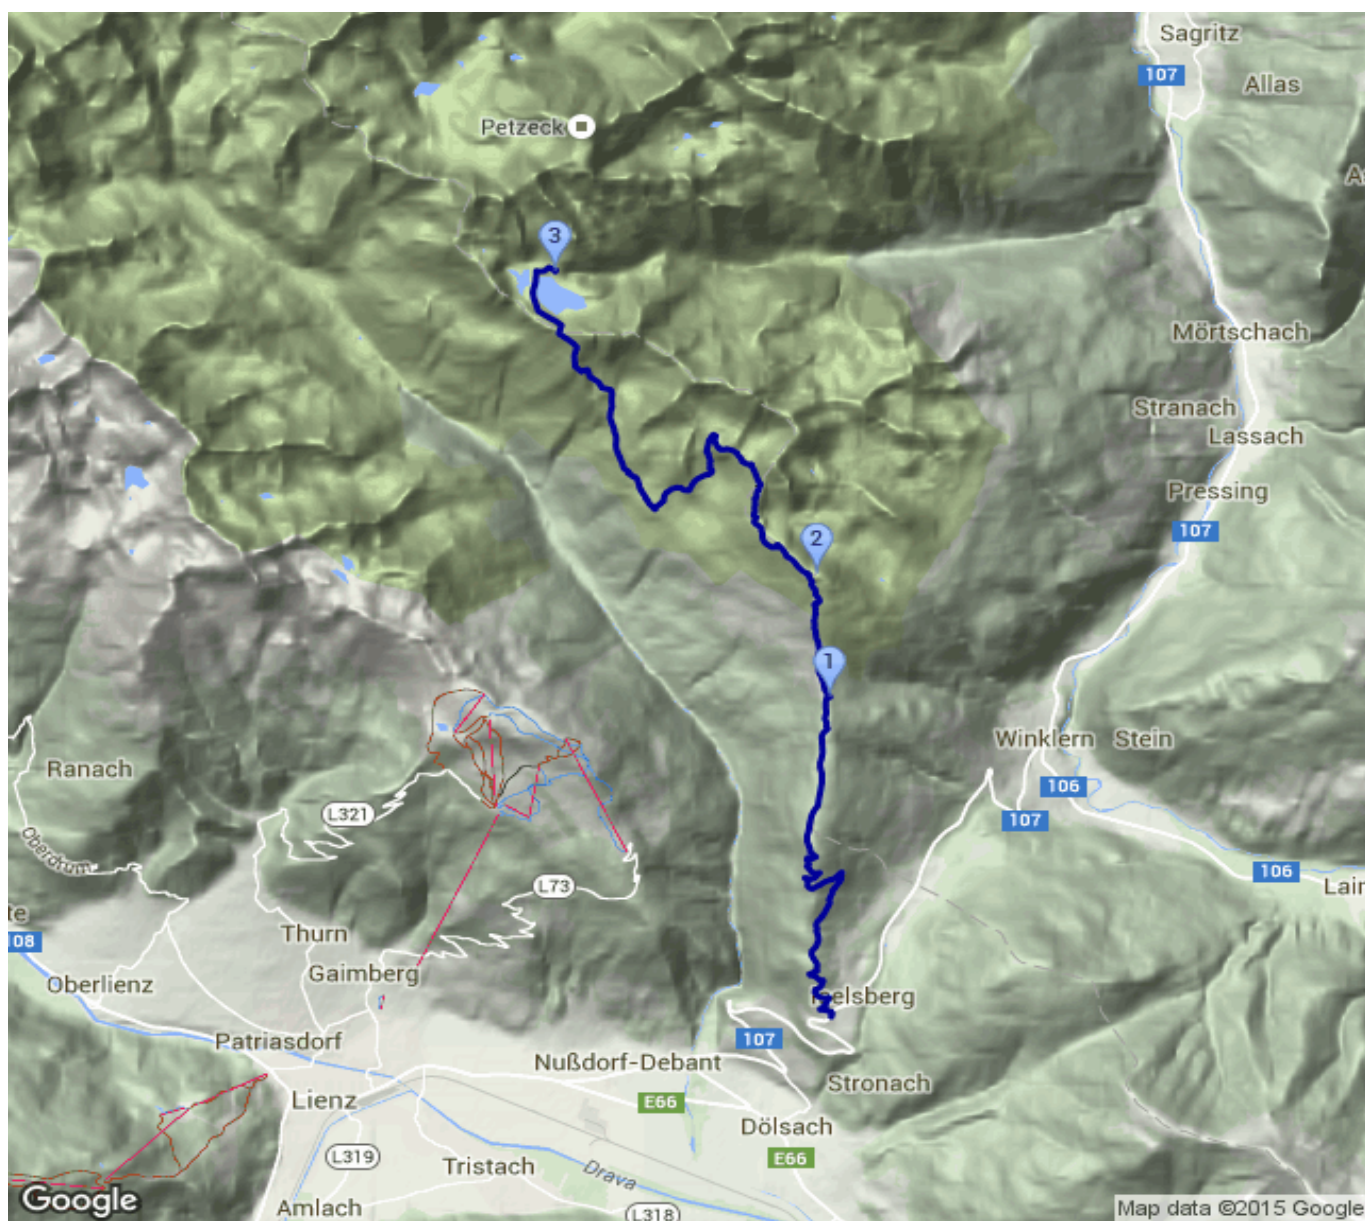 Sagritz
107
Allas
Petzeck
3
Mörtschach
Stranach
Lassach
Pressing
107
2
1
Winklern
Stein
Ranach
106
L321
107
Oberdrum
106
L73
Thurn
108
Gaimberg
Oberlienz
Patriasdorf
107
Nußdorf-Debant
Stronach
Lienz
E66
Dölsach
L319
Tristach
E66
Drava
Amlach
L318
Google
Map data ©2015 Google